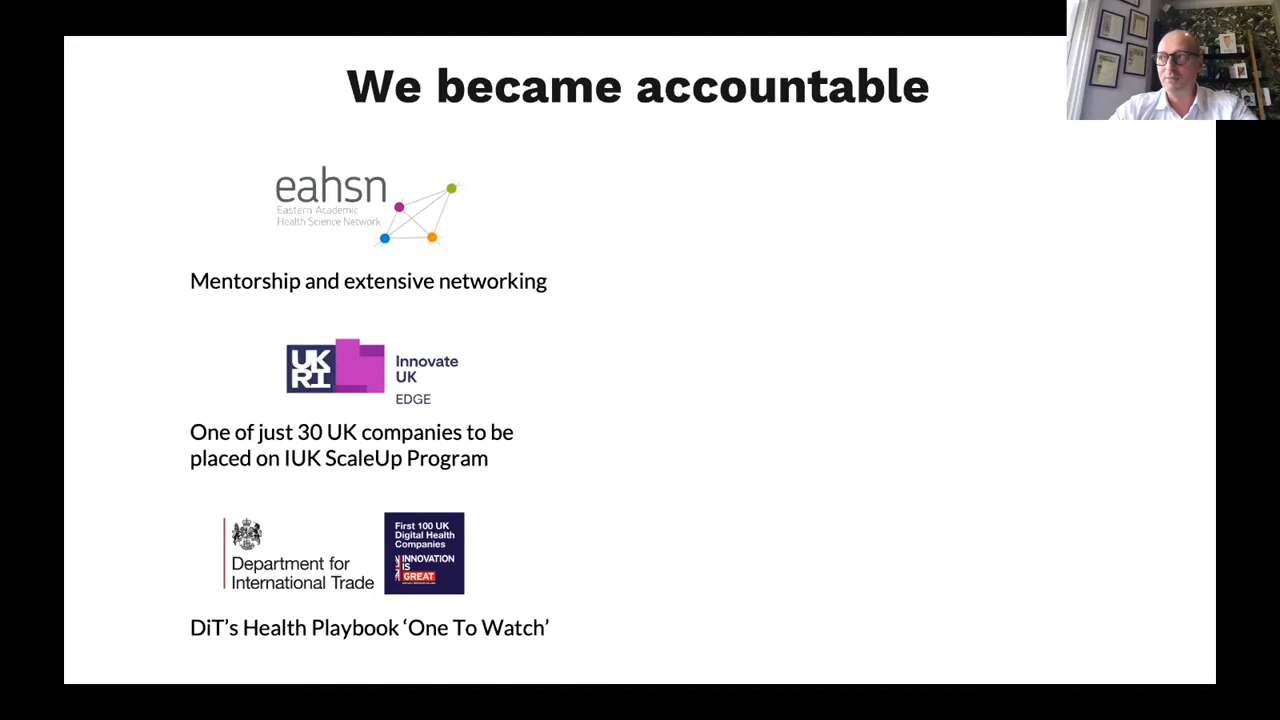 We became accountable
eahsn
Eastern Academic
Health Science Network
Mentorship and extensive networking
UK
RI
Innovate
UK
EDGE
One of just 30 UK companies to be
placed on IUK ScaleUp Program
Department for
International Trade
First 100 UK
Digital Health
Companies
INNOVATION
IS
GREAT
DiT’s Health Playbook ‘One To Watch’